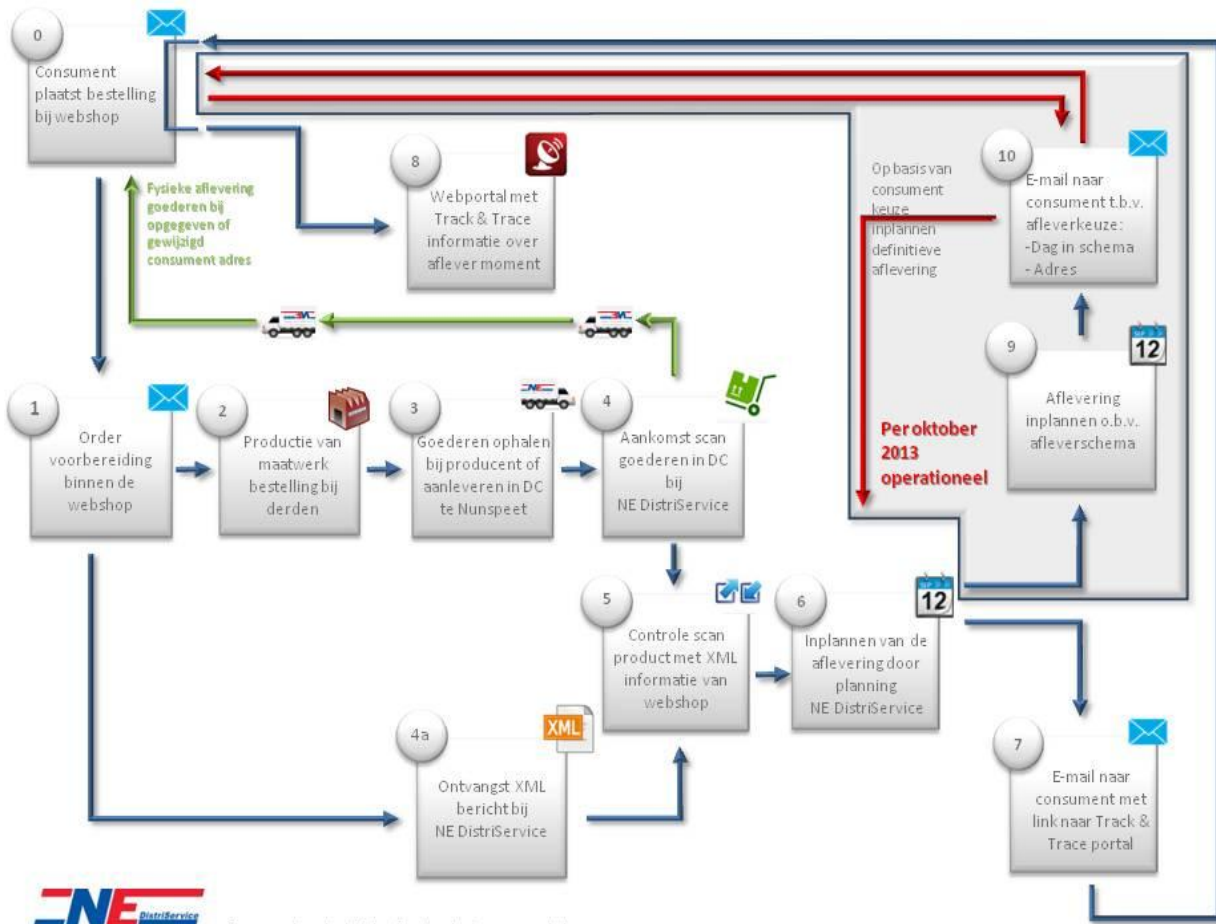 0
Consument
plaatst bestelling
bij webshop
Fysieke aflevering
goederen bij
opgegeven of
gewijzigd
consument adres
8
Webportal met
Track & Trace
informatie over
aflever moment
Op basis van
consument
keuze
inplannen
definitieve
aflevering
10
E-mail naar
consument t.b.v.
afleverkeuze:
-Dag in schema
- Adres
9
12
Aflevering
inplannen o.b.v.
afleverschema
Per oktober
2013
operationeel
1
Order
voorbereiding
binnen de
webshop
2
Productie van
maatwerk
bestelling bij
derden
3
NE
Goederen ophalen
bij producent of
aanleveren in DC
te Nunspeet
4
Aankomst scan
goederen in DC
bij
NE DistriService
4a
XML
Ontvangst XML
bericht bij
NE DistriService
5
Controle scan
product met XML
informatie van
webshop
6
12
Inplannen van de
aflevering door
planning
NE DistriService
7
E-mail naar
consument met
link naar Track &
Trace portal
NE DistriService